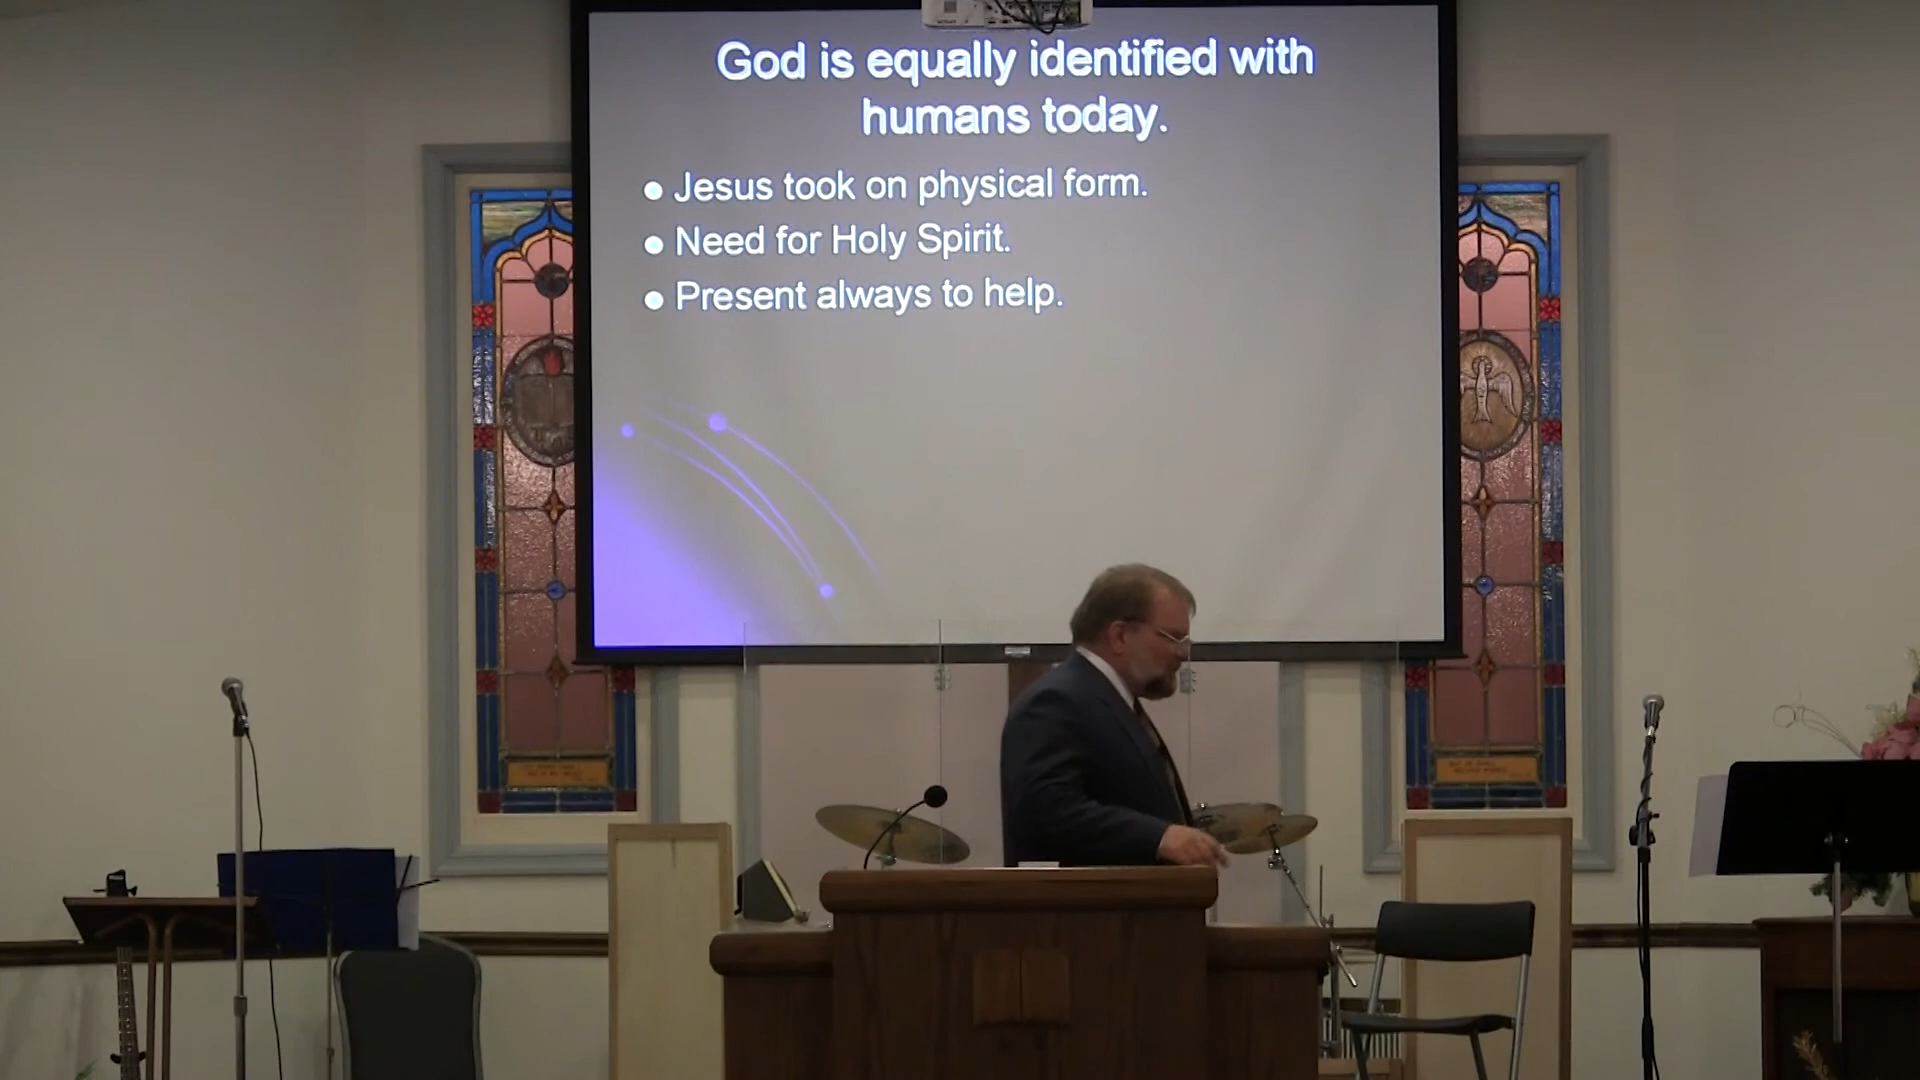 God is equally identified with
humans today.
Jesus took on physical form.
Need for Holy Spirit.
Present always to help.